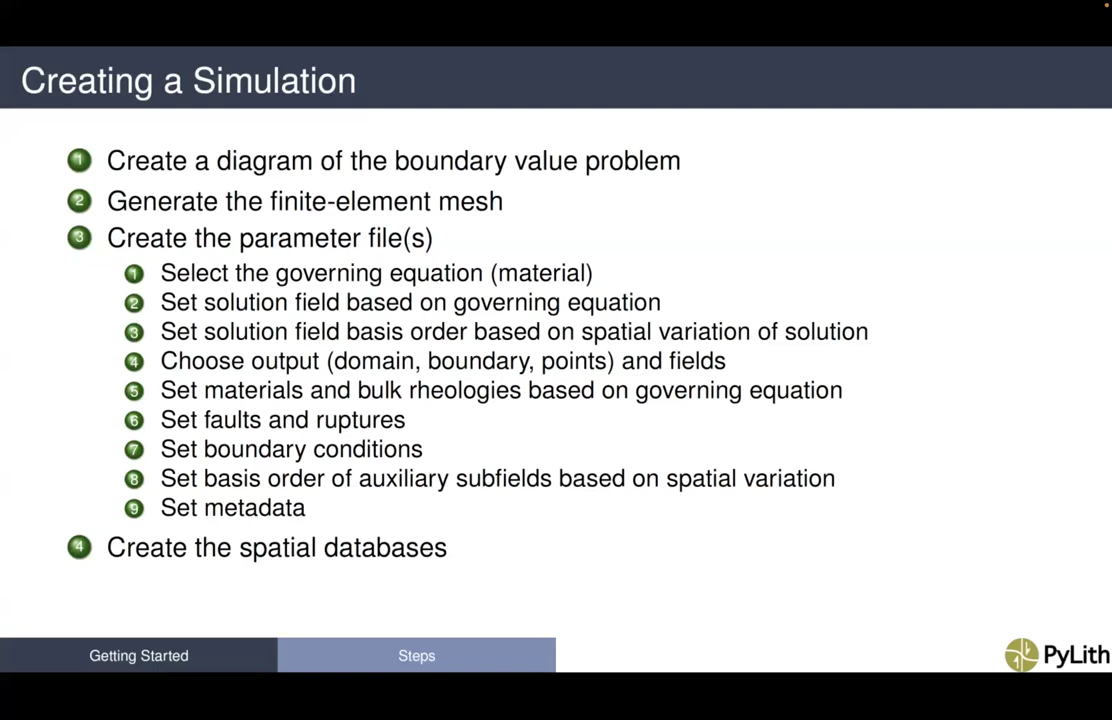 Creating a Simulation
1 Create a diagram of the boundary value problem
2 Generate the finite-element mesh
3 Create the parameter file(s)
1 Select the governing equation (material)
2 Set solution field based on governing equation
3 Set solution field basis order based on spatial variation of solution
4 Choose output (domain, boundary, points) and fields
5 Set materials and bulk rheologies based on governing equation
6 Set faults and ruptures
7 Set boundary conditions
8 Set basis order of auxiliary subfields based on spatial variation
9 Set metadata
4 Create the spatial databases
Getting Started
Steps
PyLith